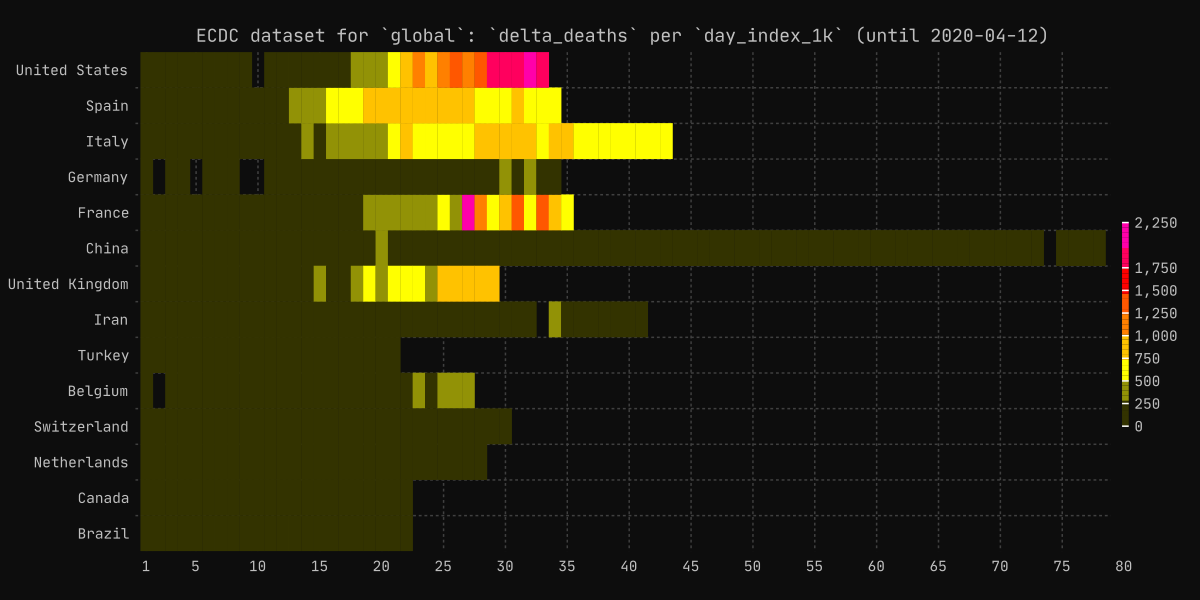 ECDC dataset for `global`: `delta_deaths` per `day_index_1k` (until 2020-04-12)
United States
Spain
Italy
Germany
France
China
United Kingdom
Iran
Turkey
Belgium
Switzerland
Netherlands
Canada
Brazil
2,250
1,750
1,500
1,250
1,000
750
500
250
0
1 5 10 15 20 25 30 35 40 45 50 55 60 65 70 75 80